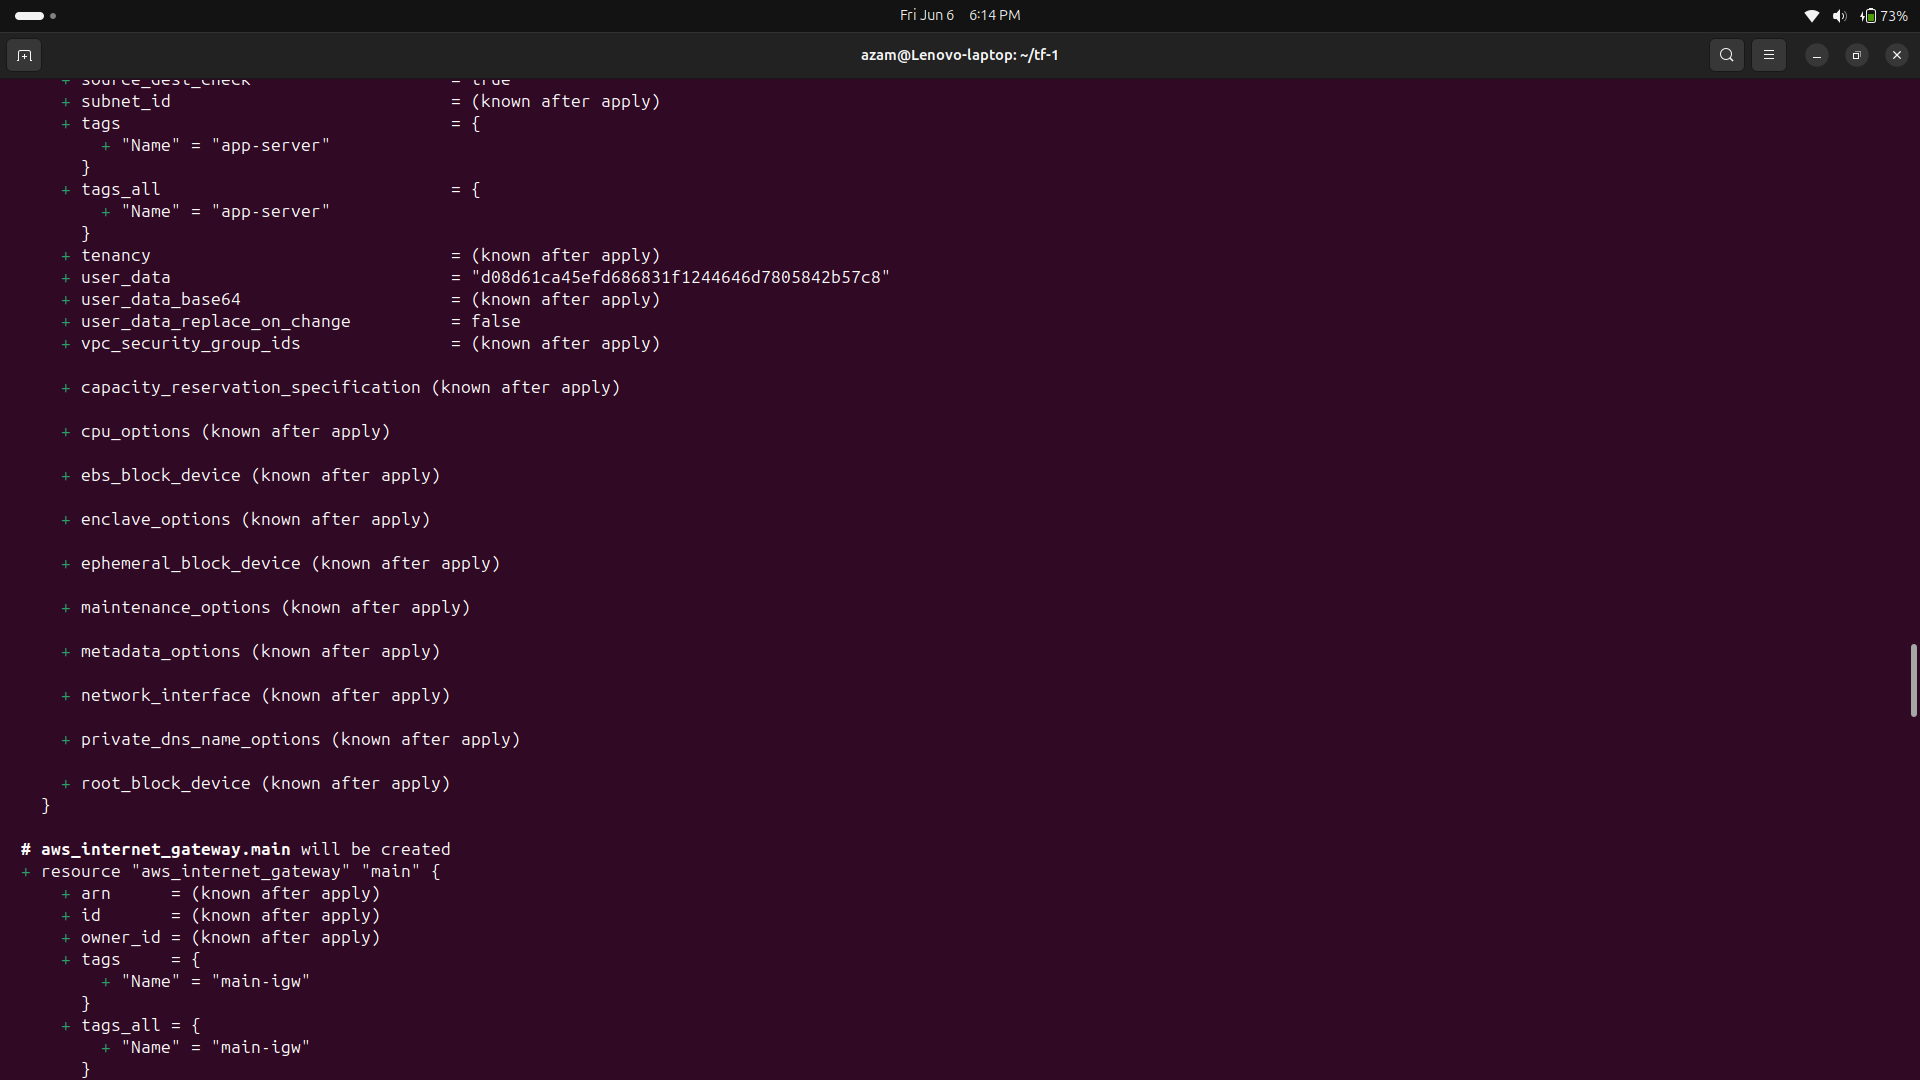 Fri Jun 6 6:14 PM
73%
azam@Lenovo-laptop: ~/tf-1
+ source_dest_check = true
+ subnet_id = (known after apply)
+ tags = {
+ "Name" = "app-server"
}
+ tags_all = {
+ "Name" = "app-server"
}
+ tenancy = (known after apply)
+ user_data = "d08d61ca45efd686831f1244646d7805842b57c8"
+ user_data_base64 = (known after apply)
+ user_data_replace_on_change = false
+ vpc_security_group_ids = (known after apply)
+ capacity_reservation_specification (known after apply)
+ cpu_options (known after apply)
+ ebs_block_device (known after apply)
+ enclave_options (known after apply)
+ ephemeral_block_device (known after apply)
+ maintenance_options (known after apply)
+ metadata_options (known after apply)
+ network_interface (known after apply)
+ private_dns_name_options (known after apply)
+ root_block_device (known after apply)
}
# aws_internet_gateway.main will be created
+ resource "aws_internet_gateway" "main" {
+ arn = (known after apply)
+ id = (known after apply)
+ owner_id = (known after apply)
+ tags = {
+ "Name" = "main-igw"
}
+ tags_all = {
+ "Name" = "main-igw"
}